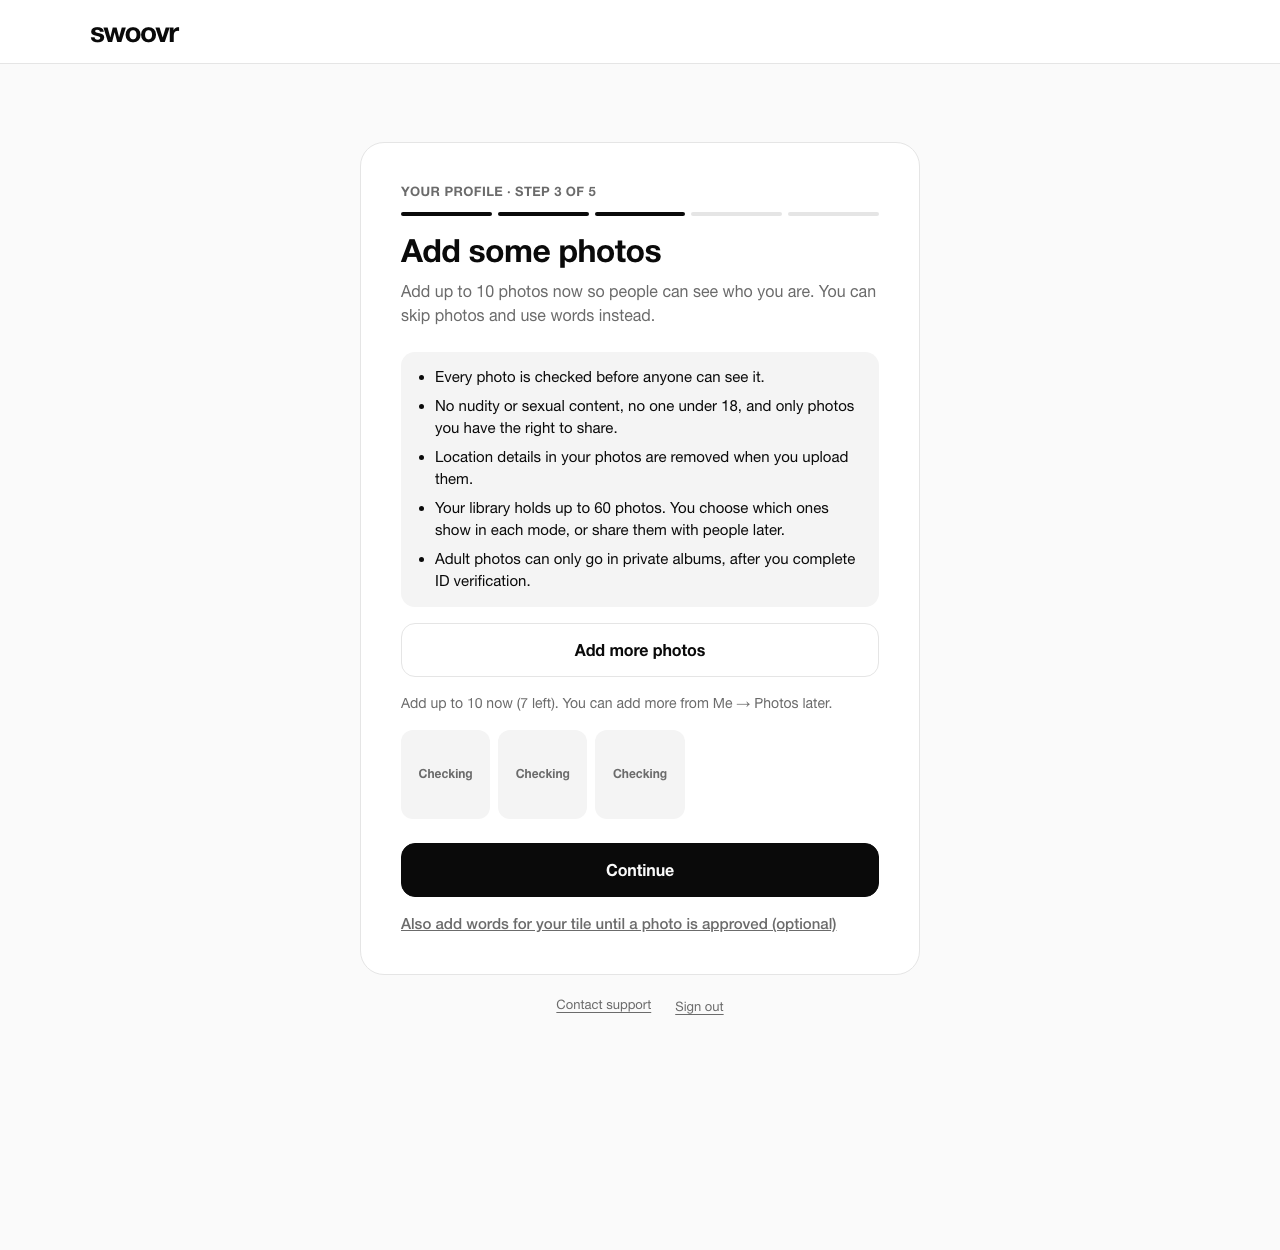 swoovr
YOUR PROFILE · STEP 3 OF 5
Add some photos
Add up to 10 photos now so people can see who you are. You can
skip photos and use words instead.
• Every photo is checked before anyone can see it.
• No nudity or sexual content, no one under 18, and only photos
you have the right to share.
• Location details in your photos are removed when you upload
them.
• Your library holds up to 60 photos. You choose which ones
show in each mode, or share them with people later.
• Adult photos can only go in private albums, after you complete
ID verification.
Add more photos
Add up to 10 now (7 left). You can add more from Me → Photos later.
Checking Checking Checking
Continue
Also add words for your tile until a photo is approved (optional)
Contact support Sign out